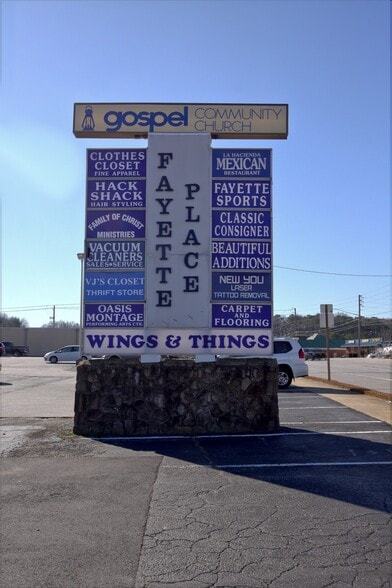 gospel COMMUNITY
CHURCH
FAYETTE
PLACE
CLOTHES
CLOSET
FINE APPAREL
HACK
SHACK
HAIR STYLING
FAMILY OF CHRIST
MINISTRIES
VACUUM
CLEANERS
SALES & SERVICE
VJ'S CLOSET
THRIFT STORE
OASIS
MONTAGE
PERFORMING ARTS CTR.
LA HACIENDA
MEXICAN
RESTAURANT
FAYETTE
SPORTS
CLASSIC
CONSIGNER
BEAUTIFUL
ADDITIONS
NEW YOU
LASER
TATTOO REMOVAL
CARPET
AND
FLOORING
WINGS & THINGS